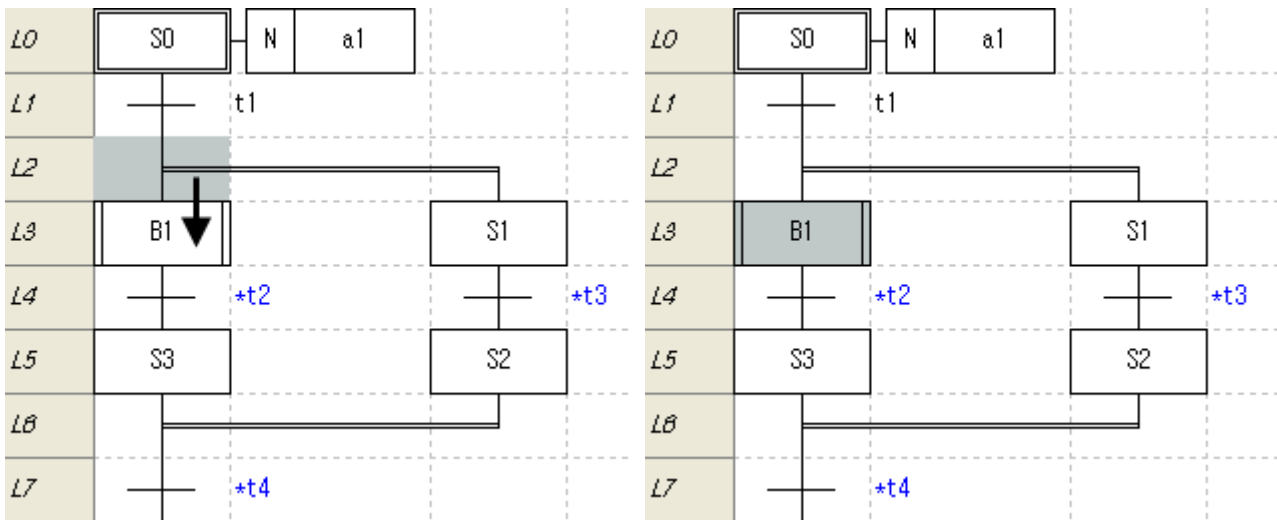 L0 S0 N a1 L0 S0 N a1
L1 t1 L1 t1
L2 L2
L3 B1 S1 L3 B1 S1
L4 *t2 *t3 L4 *t2 *t3
L5 S3 S2 L5 S3 S2
L6 L6
L7 *t4 L7 *t4